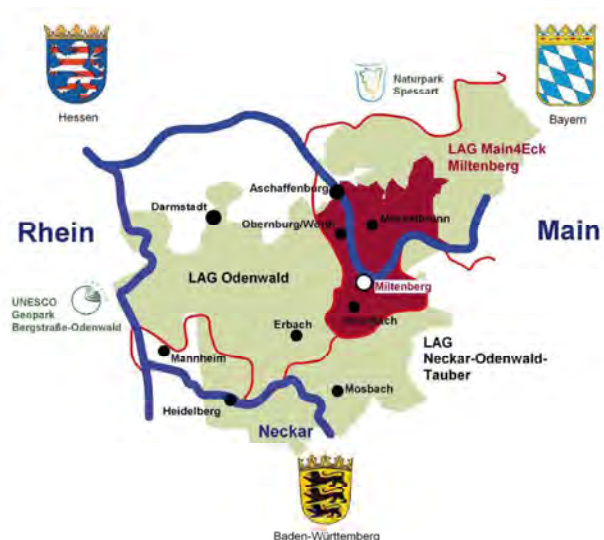 Hessen
Naturpark
Spessart
Bayern
LAG Main4Eck
Miltenberg
Aschaffenburg
Darmstadt
Obernburg/Wörth
Rhein
Main
LAG Odenwald
Miltenberg
UNESCO
Geopark
Bergstraße-Odenwald
Erbach
LAG
Neckar-Odenwald-
Tauber
Mannheim
Mosbach
Heidelberg
Neckar
Baden-Württemberg